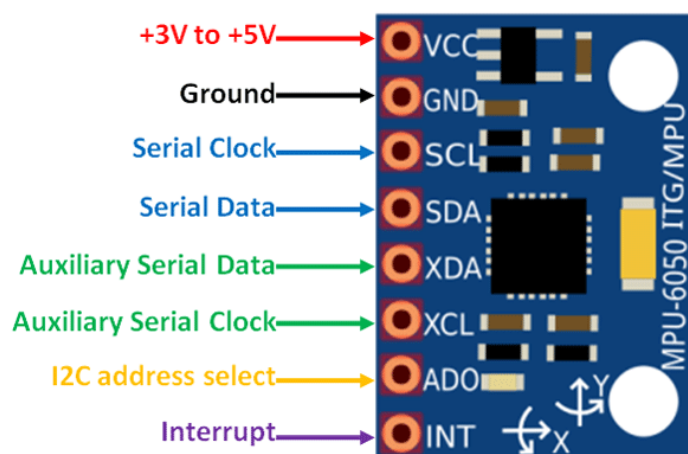 +3V to +5V VCC
Ground GND
Serial Clock SCL
Serial Data SDA
Auxiliary Serial Data XDA
Auxiliary Serial Clock XCL
I2C address select ADO
Interrupt INT
MPU-6050 ITG/MPU
Y
X